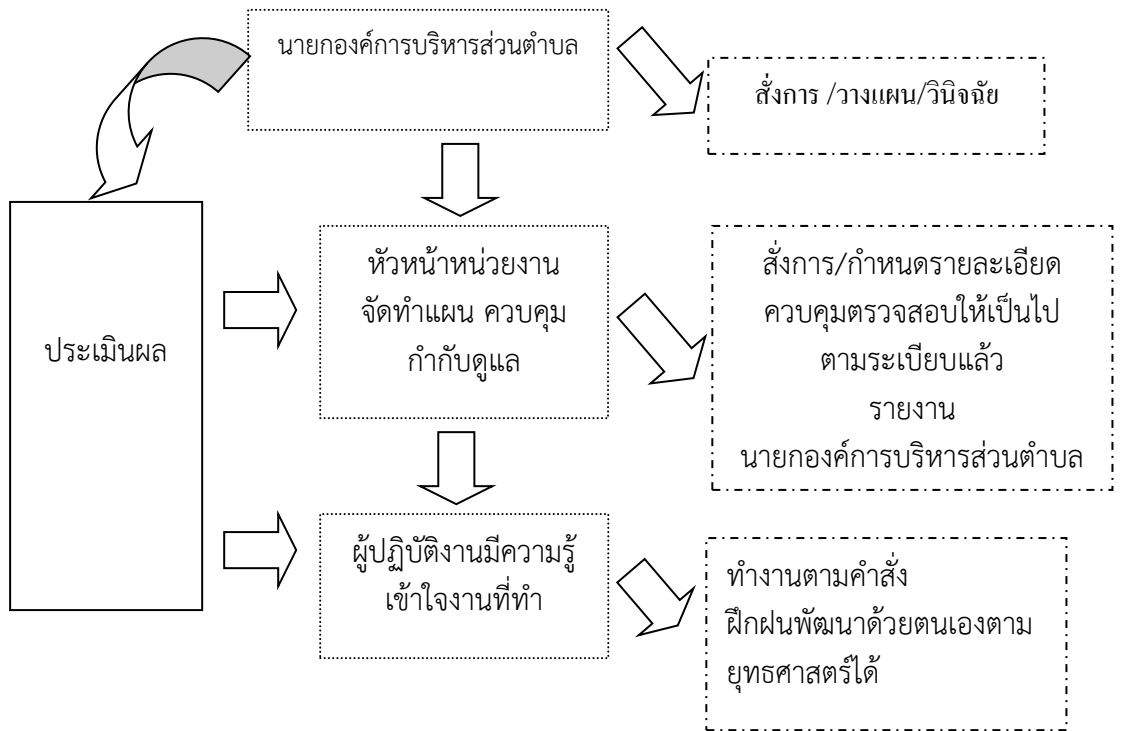 นายกองค์การบริหารส่วนตำบล
สั่งการ /วางแผน/วินิจฉัย
ประเมินผล
หัวหน้าหน่วยงาน
จัดทำแผน ควบคุม
กำกับดูแล
สั่งการ/กำหนดรายละเอียด
ควบคุมตรวจสอบให้เป็นไป
ตามระเบียบแล้ว
รายงาน
นายกองค์การบริหารส่วนตำบล
ผู้ปฏิบัติงานมีความรู้
เข้าใจงานที่ทำ
ทำงานตามคำสั่ง
ฝึกฝนพัฒนาด้วยตนเองตาม
ยุทธศาสตร์ได้